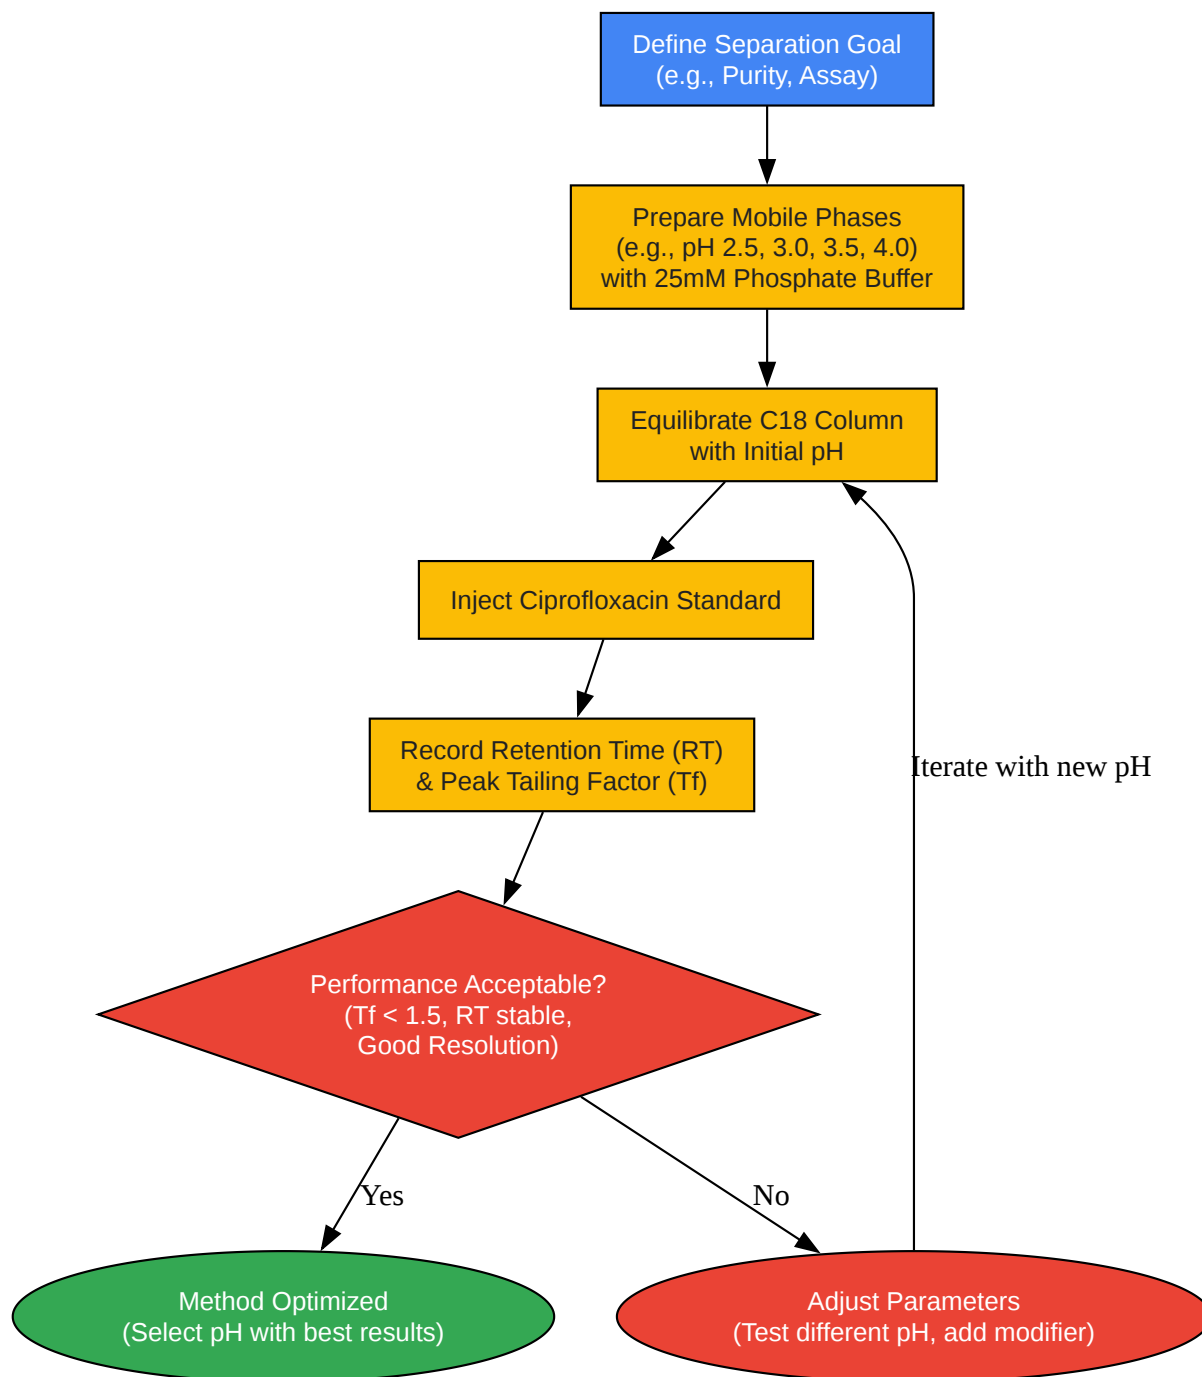 Define Separation Goal
(e.g., Purity, Assay)
Prepare Mobile Phases
(e.g., pH 2.5, 3.0, 3.5, 4.0)
with 25mM Phosphate Buffer
Equilibrate C18 Column
with Initial pH
Inject Ciprofloxacin Standard
Record Retention Time (RT)
& Peak Tailing Factor (Tf)
Iterate with new pH
Performance Acceptable?
(Tf < 1.5, RT stable,
Good Resolution)
Yes
No
Method Optimized
(Select pH with best results)
Adjust Parameters
(Test different pH, add modifier)